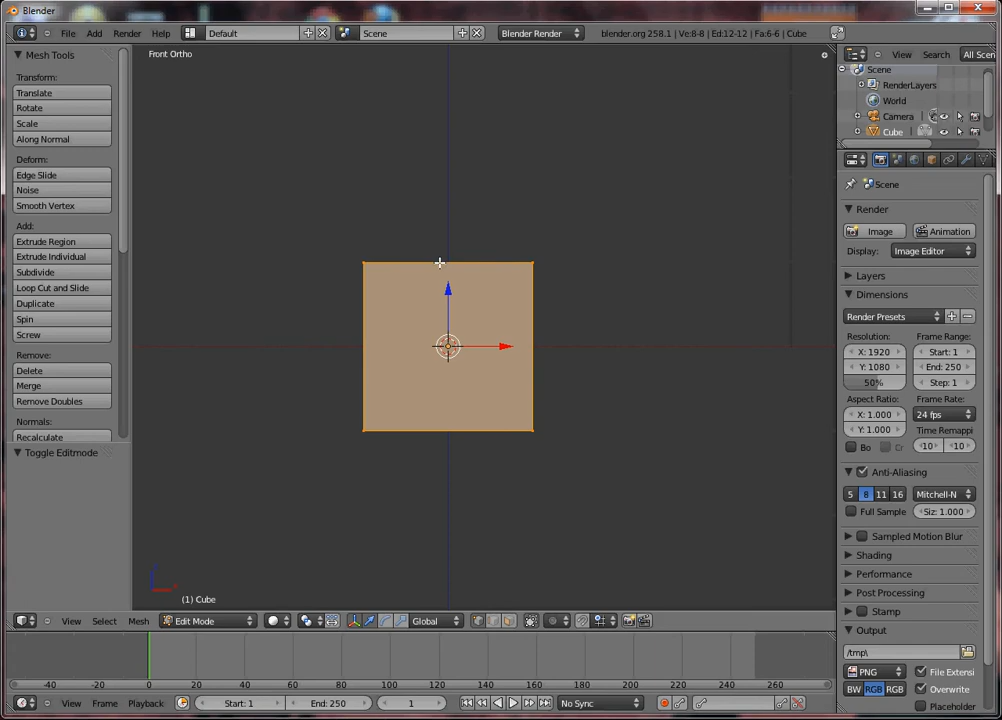 Blender
File Add Render Help Default Scene Blender Render blender.org 258.1 | Ve:8-8 | Ed:12-12 | Fa:6-6 | Cube
Mesh Tools
Transform:
Translate
Rotate
Scale
Along Normal
Deform:
Edge Slide
Noise
Smooth Vertex
Add:
Extrude Region
Extrude Individual
Subdivide
Loop Cut and Slide
Duplicate
Spin
Screw
Remove:
Delete
Merge
Remove Doubles
Normals:
Recalculate
Toggle Editmode
Front Ortho
(1) Cube
View Select Mesh Edit Mode Global
-40 -20 0 20 40 60 80 100 120 140 160 180 200 220 240 260
View Frame Playback Start: 1 End: 250 1 No Sync
View Search All Scen
Scene
RenderLayers
World
Camera
Cube
Scene
Render
Image Animation
Display: Image Editor
Layers
Dimensions
Render Presets
Resolution: Frame Range:
X: 1920 Start: 1
Y: 1080 End: 250
50% Step: 1
Aspect Ratio: Frame Rate:
X: 1.000 24 fps
Y: 1.000 Time Remappi
Bo Cr 10 10
Anti-Aliasing
5 8 11 16 Mitchell-N
Full Sample Siz: 1.000
Sampled Motion Blur
Shading
Performance
Post Processing
Stamp
Output
/tmp\
PNG File Extensi
BW RGB RGB Overwrite
Placeholder